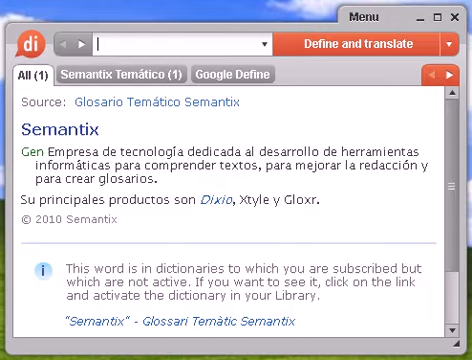 Menu
di
Define and translate
All (1)
Semantix Temático (1)
Google Define
Source: Glosario Temático Semantix
Semantix
Gen Empresa de tecnología dedicada al desarrollo de herramientas
informáticas para comprender textos, para mejorar la redacción y
para crear glosarios.
Su principales productos son Dixio, Xtyle y Gloxr.
© 2010 Semantix
i
This word is in dictionaries to which you are subscribed but
which are not active. If you want to see it, click on the link
and activate the dictionary in your Library.
"Semantix" - Glossari Temàtic Semantix